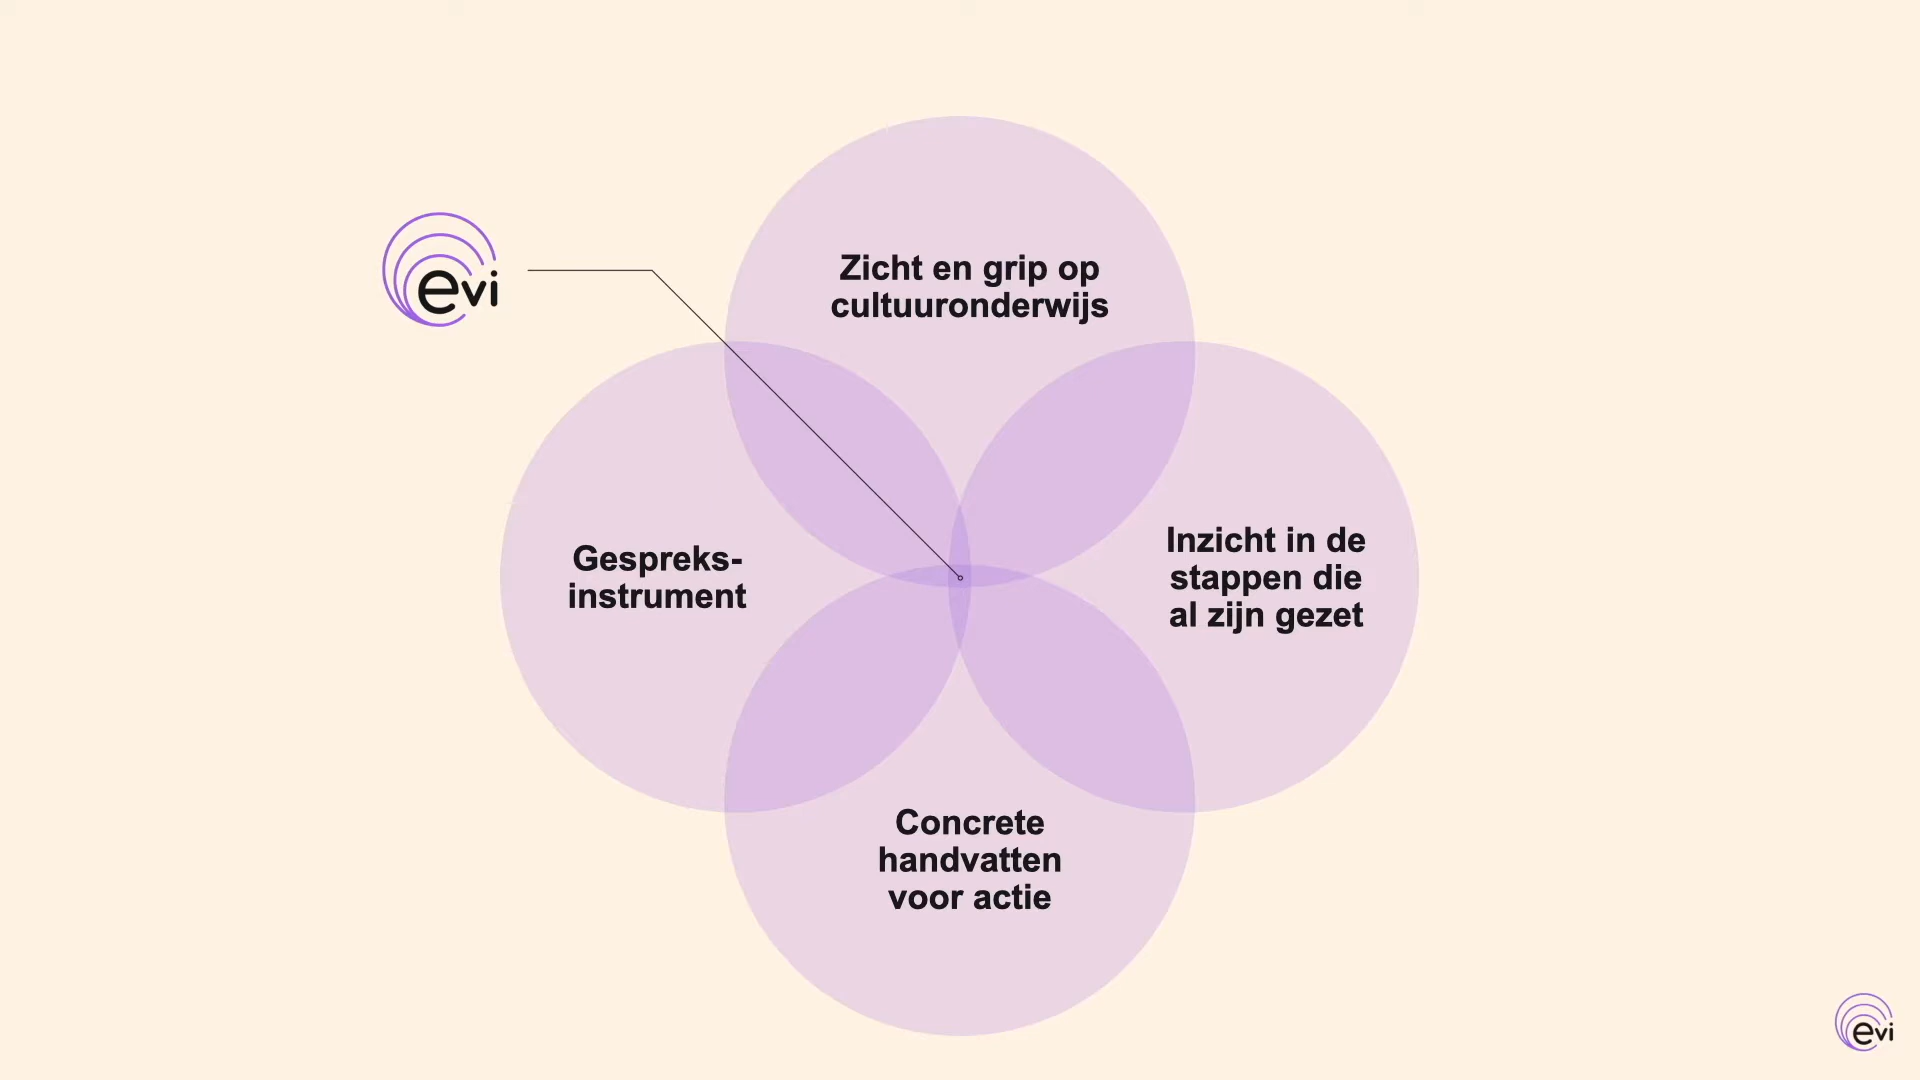 evi
Zicht en grip op
cultuuronderwijs
Gespreks-
instrument
Inzicht in de
stappen die
al zijn gezet
Concrete
handvatten
voor actie
evi